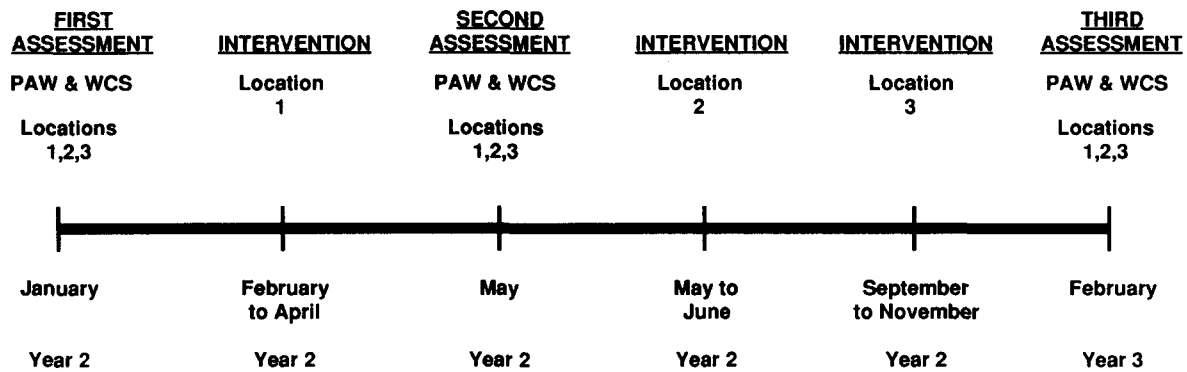 FIRST
ASSESSMENT
PAW & WCS
Locations
1,2,3
INTERVENTION
Location
1
SECOND
ASSESSMENT
PAW & WCS
Locations
1,2,3
INTERVENTION
Location
2
INTERVENTION
Location
3
THIRD
ASSESSMENT
PAW & WCS
Locations
1,2,3
January
Year 2
February
to April
Year 2
May
Year 2
May to
June
Year 2
September
to November
Year 2
February
Year 3